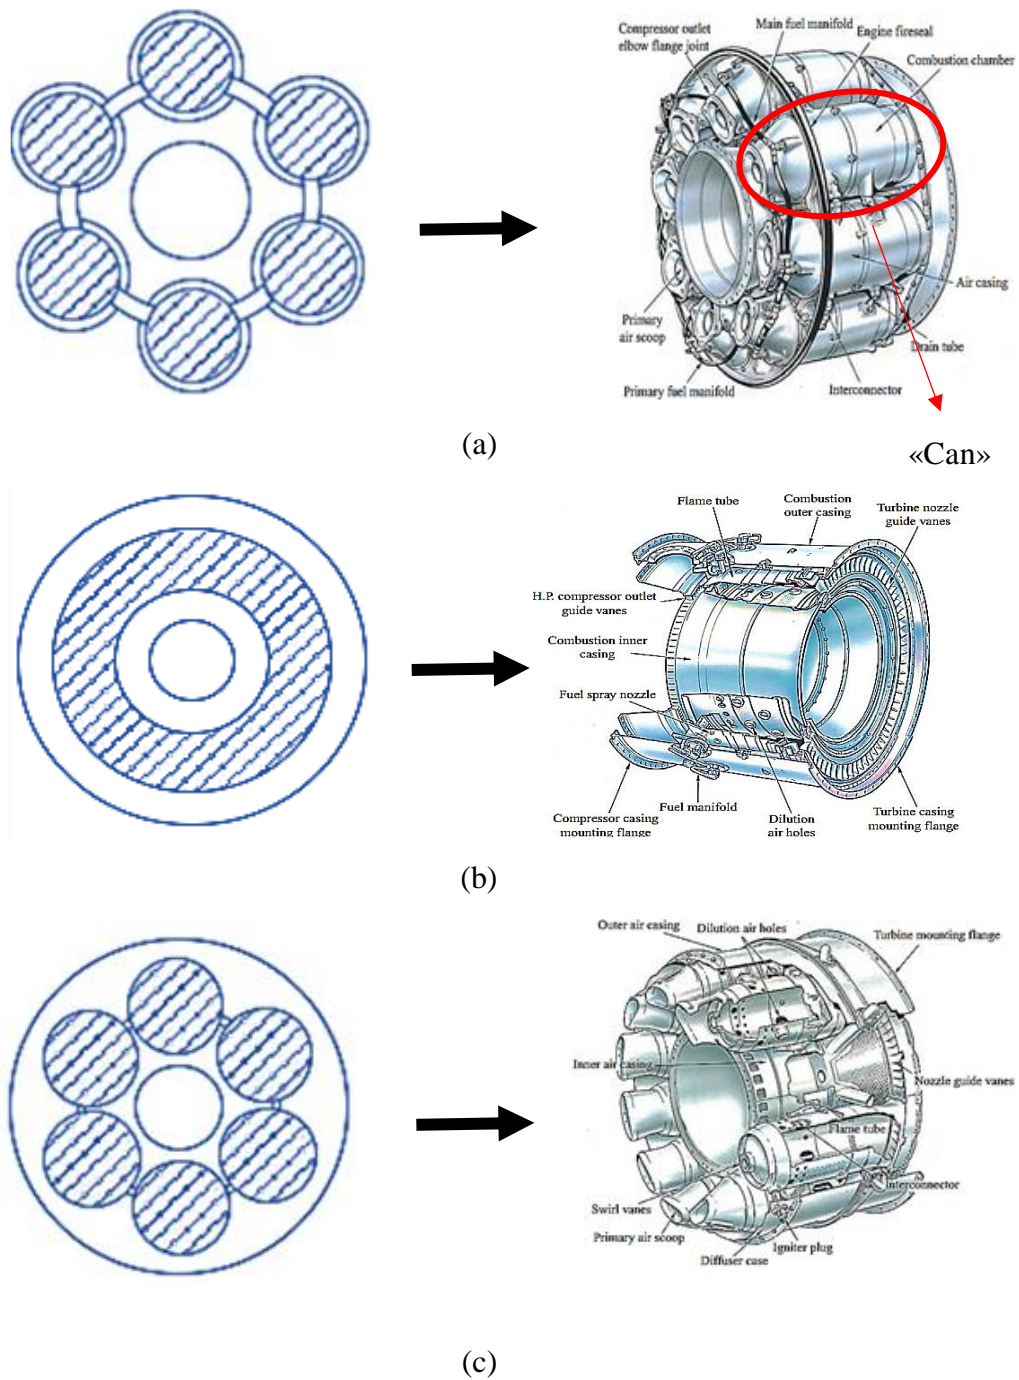 Compressor outlet
elbow flange joint
Main fuel manifold
Engine fireseal
Combustion chamber
Air casing
Primary
air scoop
Drain tube
Primary fuel manifold
Interconnector
(a)
«Can»
Flame tube
Combustion
outer casing
Turbine nozzle
guide vanes
H.P. compressor outlet
guide vanes
Combustion inner
casing
Fuel spray nozzle
Fuel manifold
Compressor casing
mounting flange
Dilution
air holes
Turbine casing
mounting flange
(b)
Outer air casing
Dilution air holes
Turbine mounting flange
Inner air casing
Nozzle guide vanes
Flame tube
Interconnector
Swirl vanes
Primary air scoop
Igniter plug
Diffuser case
(c)